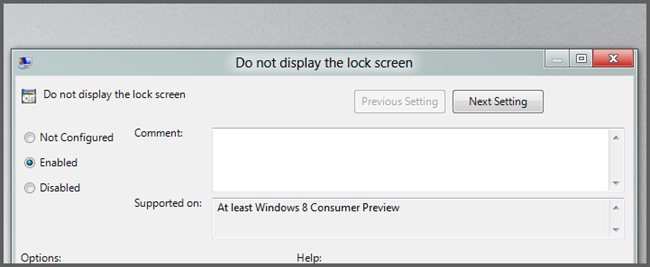 Do not display the lock screen
Do not display the lock screen
Previous Setting
Next Setting
Not Configured
Comment:
Enabled
Disabled
Supported on:
At least Windows 8 Consumer Preview
Options:
Help: